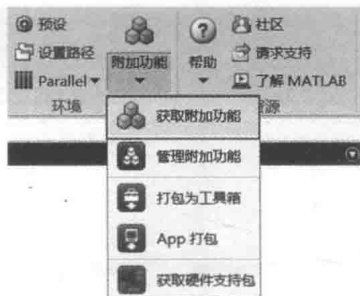 预设
设置路径
Parallel
环境
附加功能
帮助
社区
请求支持
了解 MATLAB
资源
获取附加功能
管理附加功能
打包为工具箱
App 打包
获取硬件支持包